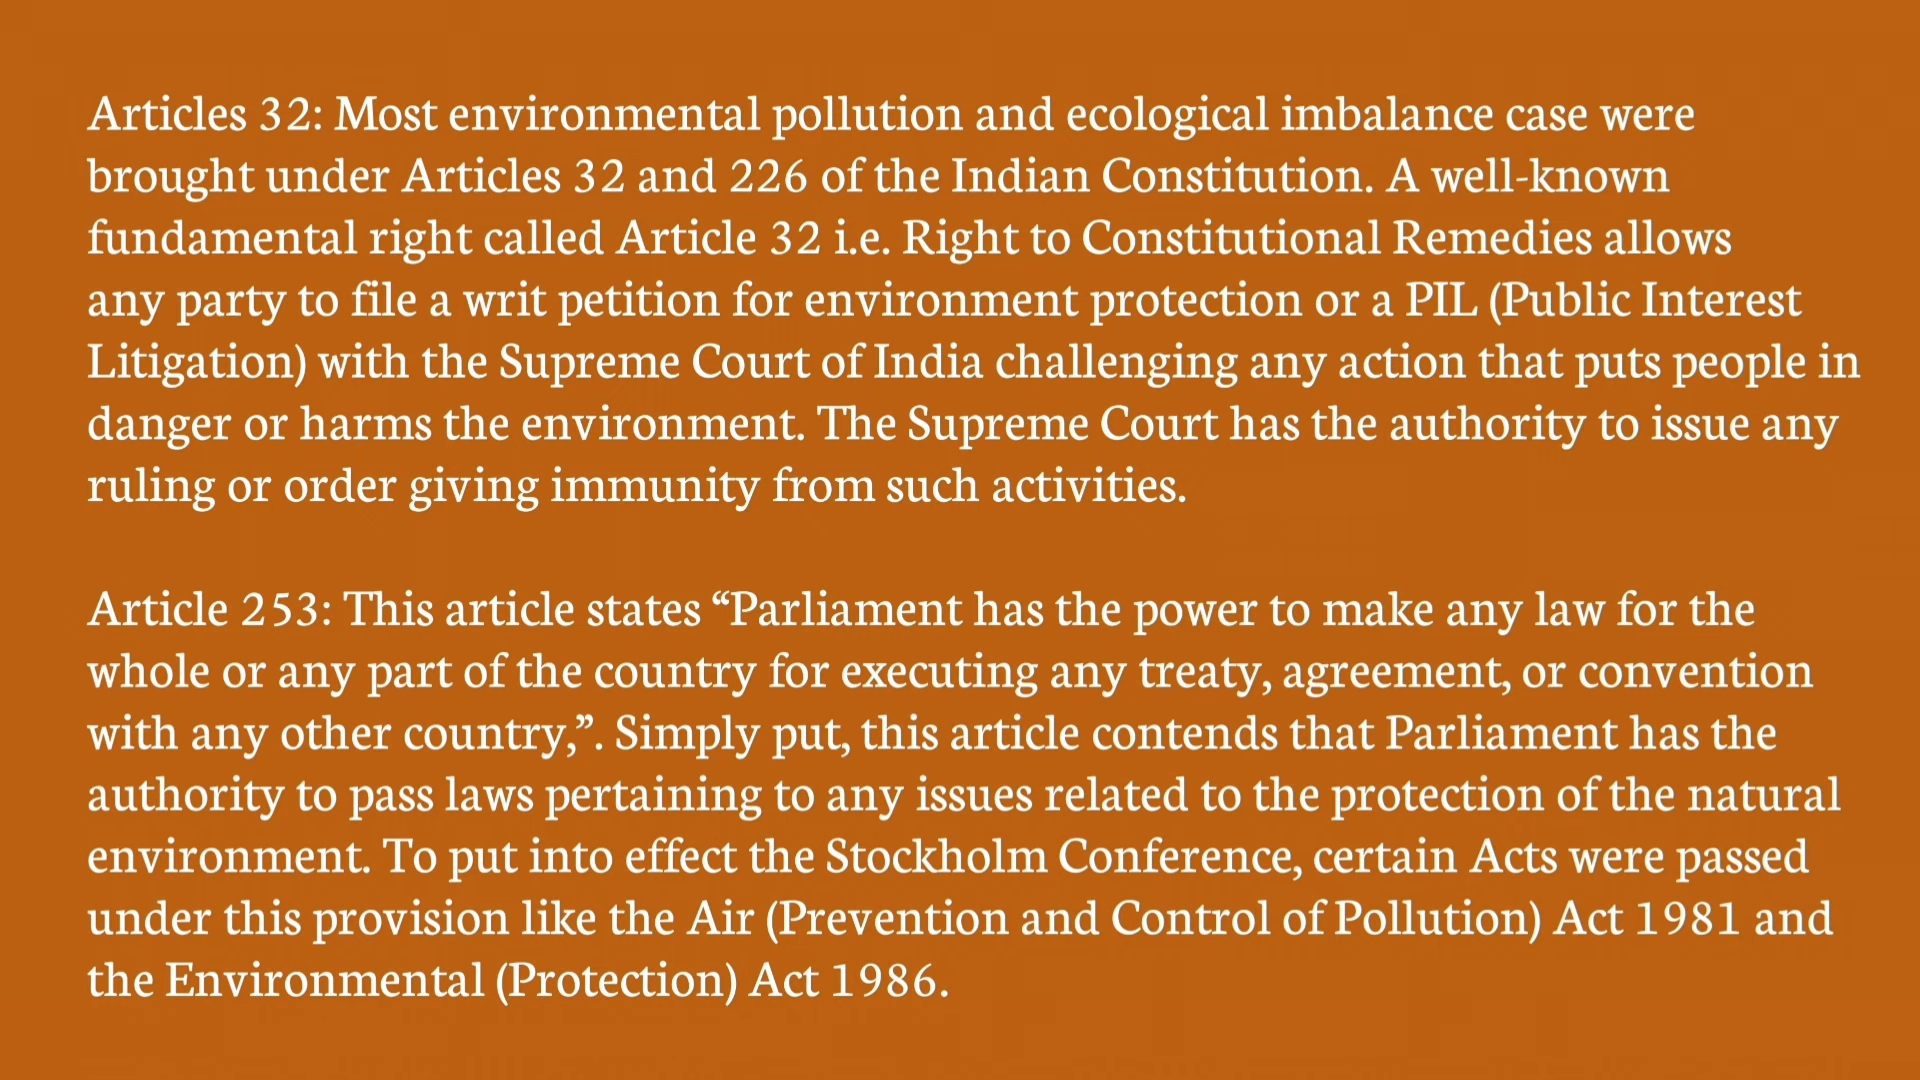 Articles 32: Most environmental pollution and ecological imbalance case were
brought under Articles 32 and 226 of the Indian Constitution. A well-known
fundamental right called Article 32 i.e. Right to Constitutional Remedies allows
any party to file a writ petition for environment protection or a PIL (Public Interest
Litigation) with the Supreme Court of India challenging any action that puts people in
danger or harms the environment. The Supreme Court has the authority to issue any
ruling or order giving immunity from such activities.
Article 253: This article states “Parliament has the power to make any law for the
whole or any part of the country for executing any treaty, agreement, or convention
with any other country,”. Simply put, this article contends that Parliament has the
authority to pass laws pertaining to any issues related to the protection of the natural
environment. To put into effect the Stockholm Conference, certain Acts were passed
under this provision like the Air (Prevention and Control of Pollution) Act 1981 and
the Environmental (Protection) Act 1986.